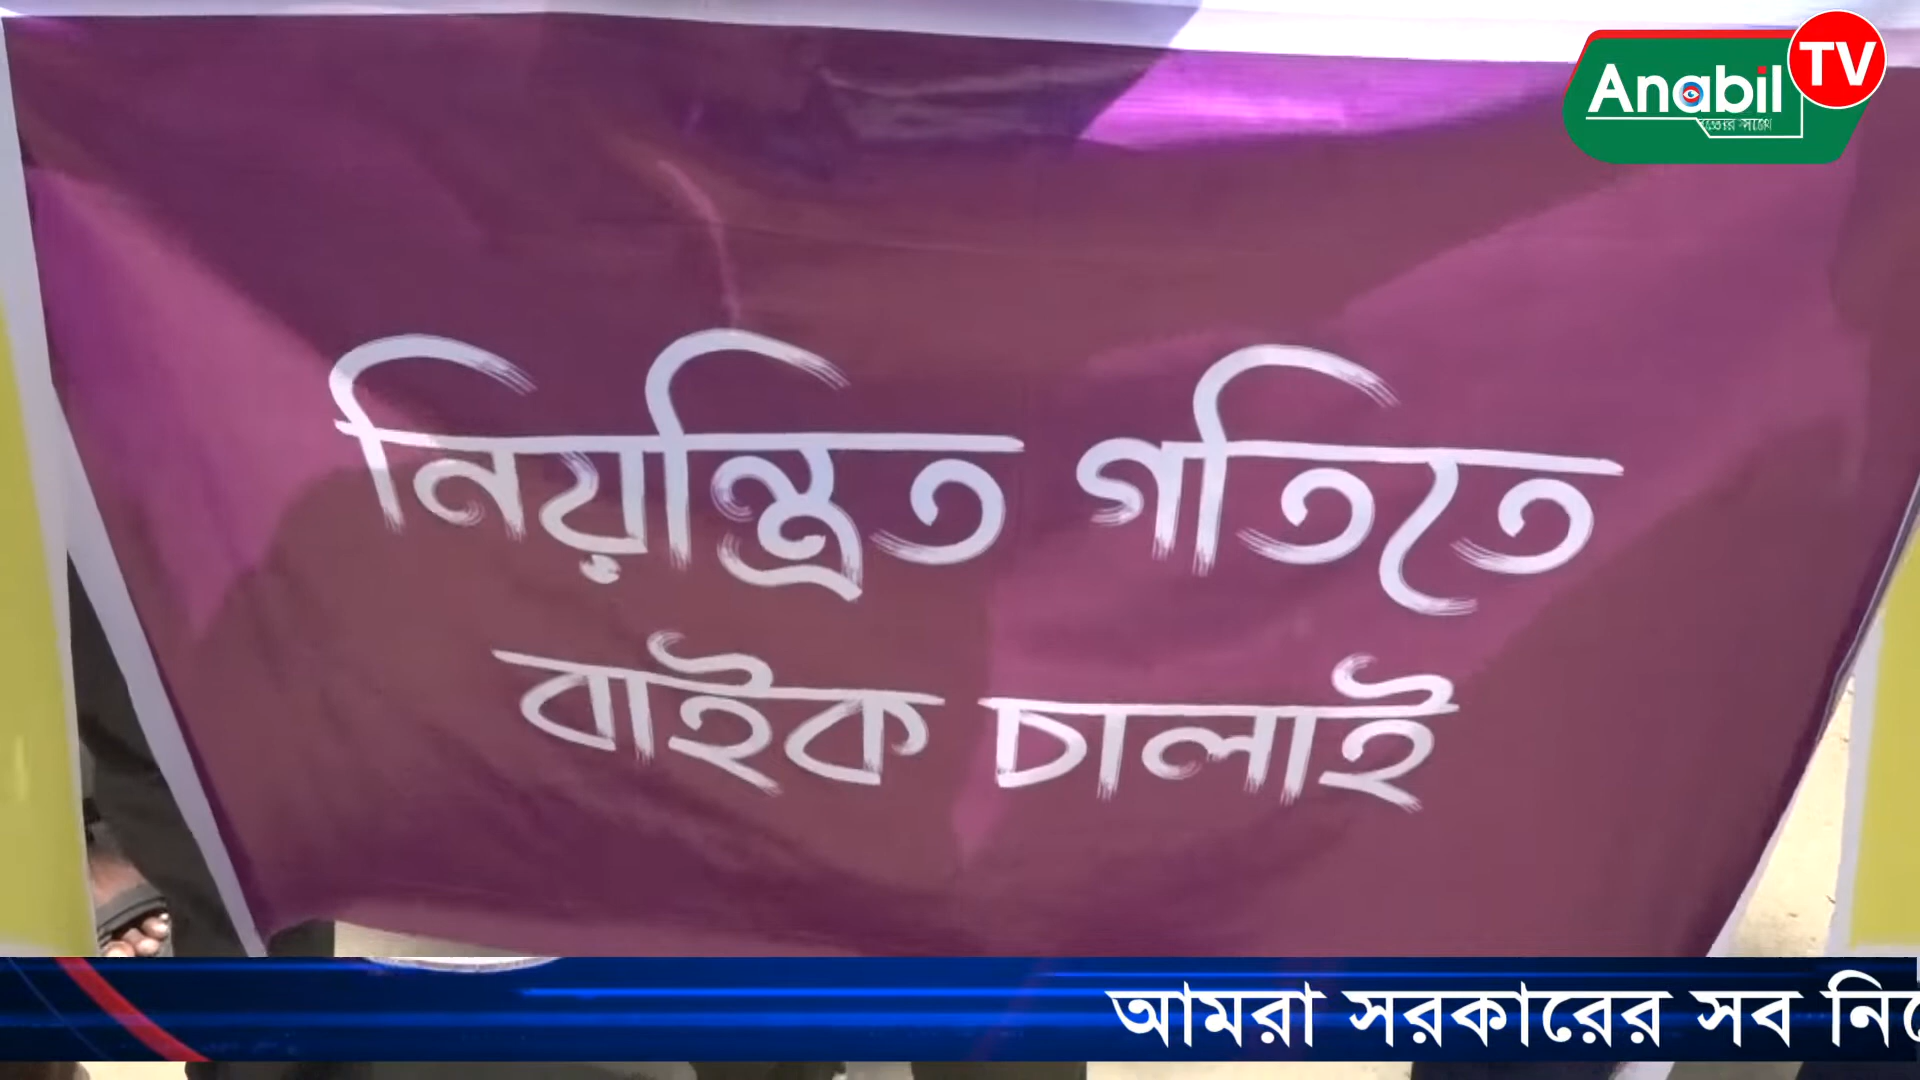 Anabil TV
নিয়ন্ত্রিত গতিতে
বাইক চালাই
আমরা সরকারের সব